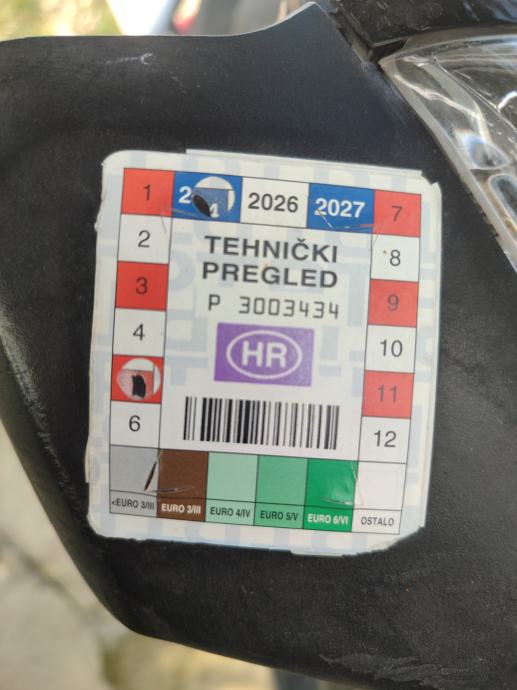 1 2 2026 2027 7
2 TEHNIČKI 8
3 PREGLED 9
P 3003434
4 HR 10
11
6 12
<EURO 3/III EURO 3/III EURO 4/IV EURO 5/V EURO 6/VI OSTALO